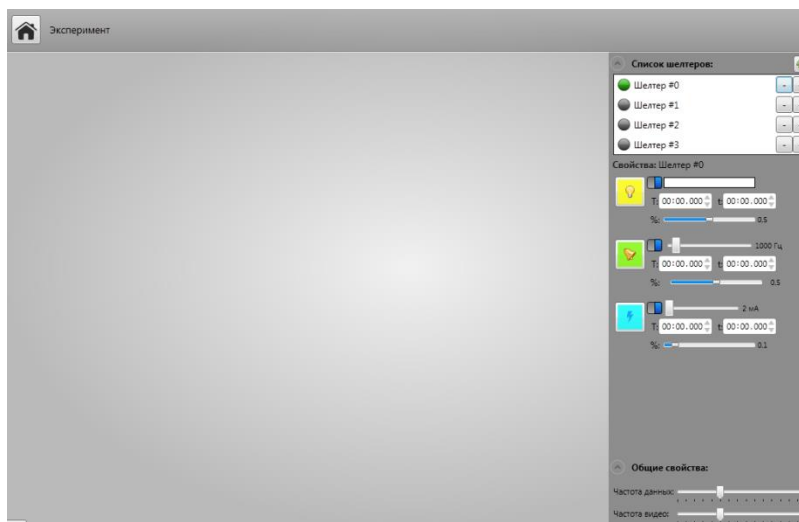 Эксперимент
Список шелтеров:
Шелтер #0
Шелтер #1
Шелтер #2
Шелтер #3
Свойства: Шелтер #0
T: 00:00.000 t: 00:00.000
%: 0.5
1000 Гц
T: 00:00.000 t: 00:00.000
%: 0.5
2 мА
T: 00:00.000 t: 00:00.000
%: 0.1
Общие свойства:
Частота данных:
Частота видео: